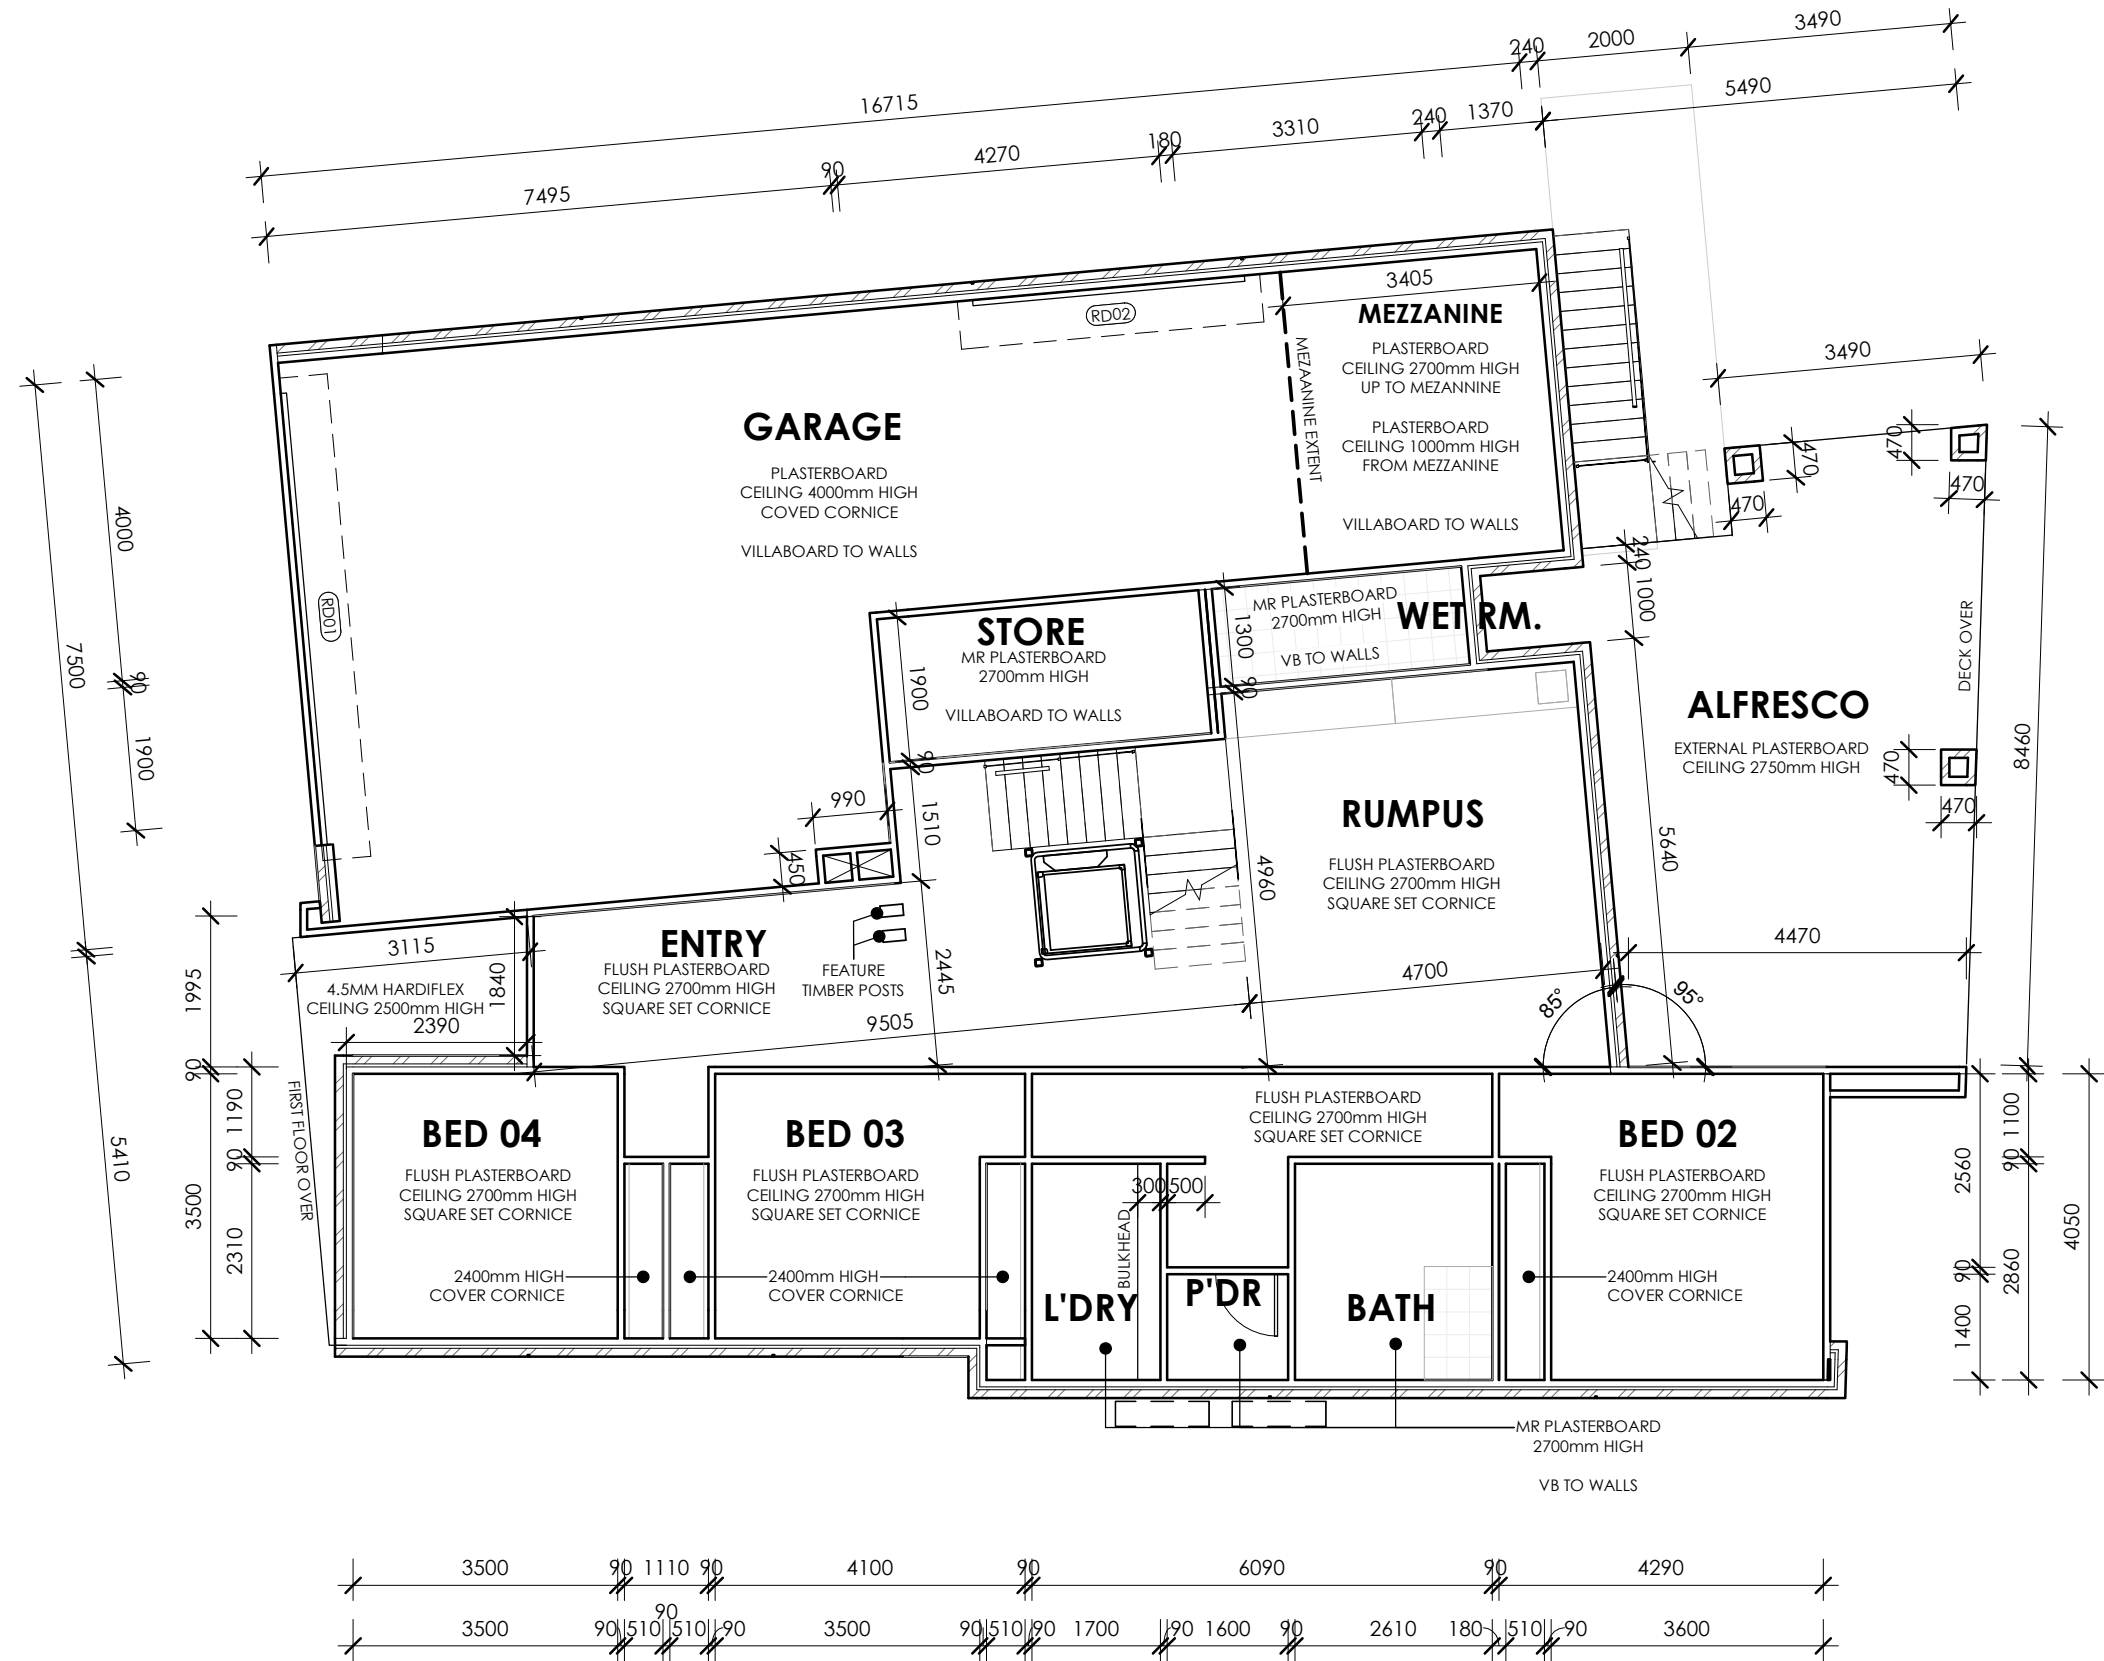 3490
2000
240
5490
16715
1370
240
3310
180
4270
90
7495
3405
RD02
MEZZANINE
PLASTERBOARD
CEILING 2700mm HIGH
UP TO MEZANNINE
PLASTERBOARD
CEILING 1000mm HIGH
FROM MEZZANINE
VILLABOARD TO WALLS
MEZAANINE EXTENT
3490
470
470
470
470
GARAGE
PLASTERBOARD
CEILING 4000mm HIGH
COVED CORNICE
VILLABOARD TO WALLS
4000
7500
90
1900
RD01
240
1000
STORE
MR PLASTERBOARD
2700mm HIGH
VILLABOARD TO WALLS
1900
90
MR PLASTERBOARD
2700mm HIGH
VB TO WALLS
WET RM.
1300
90
DECK OVER
ALFRESCO
EXTERNAL PLASTERBOARD
CEILING 2750mm HIGH
470
470
8460
990
450
1510
RUMPUS
FLUSH PLASTERBOARD
CEILING 2700mm HIGH
SQUARE SET CORNICE
4960
5640
4470
4700
85°
95°
ENTRY
FLUSH PLASTERBOARD
CEILING 2700mm HIGH
SQUARE SET CORNICE
FEATURE
TIMBER POSTS
2445
9505
3115
4.5MM HARDIFLEX
CEILING 2500mm HIGH
1840
2390
1995
90
1190
90
3500
2310
5410
FIRST FLOOR OVER
BED 04
FLUSH PLASTERBOARD
CEILING 2700mm HIGH
SQUARE SET CORNICE
2400mm HIGH
COVER CORNICE
BED 03
FLUSH PLASTERBOARD
CEILING 2700mm HIGH
SQUARE SET CORNICE
2400mm HIGH
COVER CORNICE
FLUSH PLASTERBOARD
CEILING 2700mm HIGH
SQUARE SET CORNICE
300
500
BULKHEAD
L'DRY
P'DR
BATH
BED 02
FLUSH PLASTERBOARD
CEILING 2700mm HIGH
SQUARE SET CORNICE
2400mm HIGH
COVER CORNICE
1100
90
2560
2860
4050
90
1400
MR PLASTERBOARD
2700mm HIGH
VB TO WALLS
3500 90 1110 90 4100 90 6090 90 4290
90
3500 90 510 510 90 3500 90 510 90 1700 90 1600 90 2610 180 510 90 3600